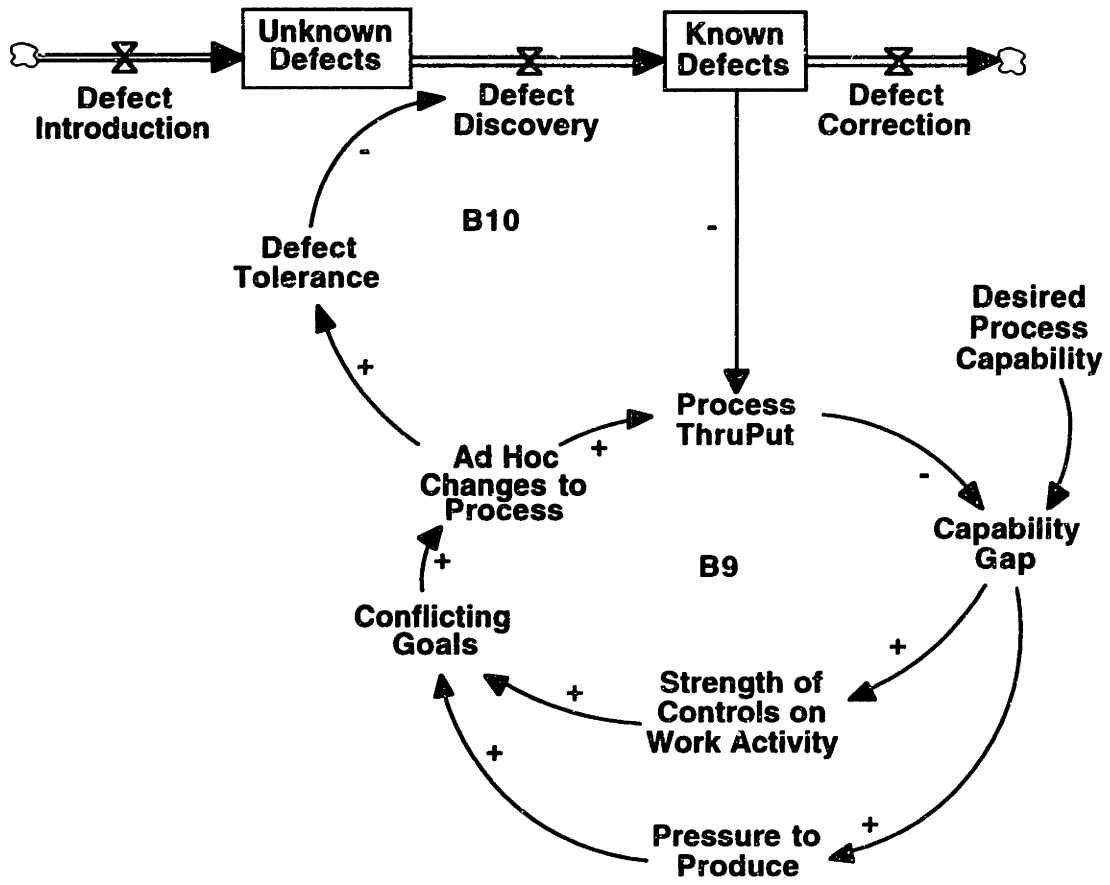 Unknown
Defects
Known
Defects
Defect
Introduction
Defect
Discovery
Defect
Correction
-
B10
-
Defect
Tolerance
Desired
Process
Capability
+
Process
ThruPut
+
-
Ad Hoc
Changes to
Process
Capability
Gap
+
B9
Conflicting
Goals
+
+
Strength of
Controls on
Work Activity
+
+
Pressure to
Produce